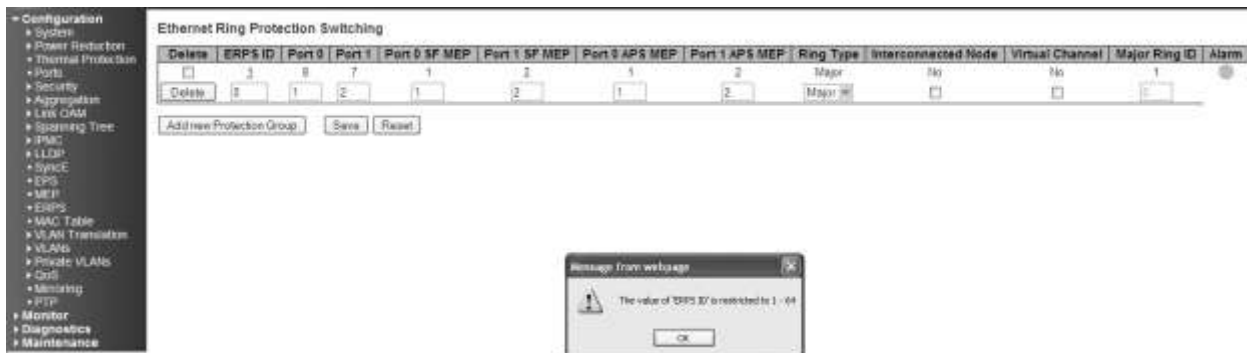 Configuration
System
Power Reduction
Thermal Protection
Ports
Security
Aggregation
Link OAM
Spanning Tree
IPMC
LLDP
SyncE
EPS
MEP
ERPS
MAC Table
VLAN Translation
VLANs
Private VLANs
QoS
Mirroring
PTP
Monitor
Diagnostics
Maintenance
Ethernet Ring Protection Switching
Delete ERPS ID Port 0 Port 1 Port 0 SF MEP Port 1 SF MEP Port 0 APS MEP Port 1 APS MEP Ring Type Interconnected Node Virtual Channel Major Ring ID Alarm
1 8 7 1 2 1 2 Major No No 1
Delete 0 1 2 1 2 1 2 Major
Add new Protection Group Save Reset
Message from webpage
The value of 'ERPS ID' is restricted to 1 - 64
OK